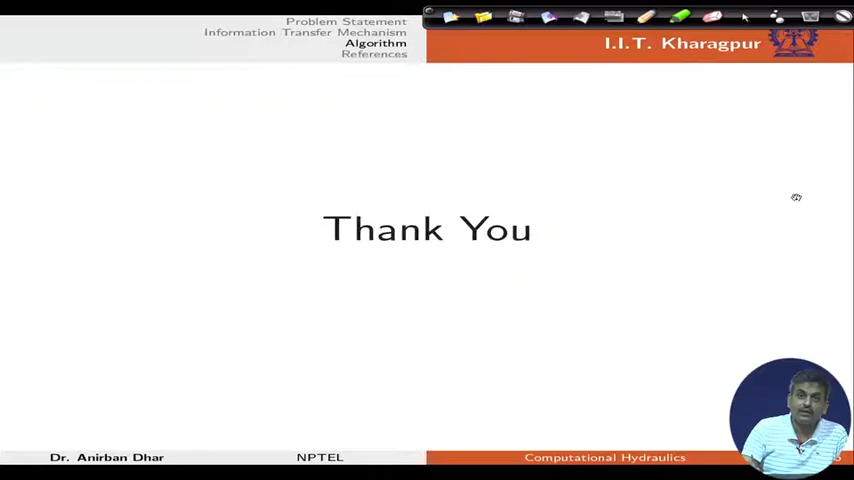 Problem Statement
Information Transfer Mechanism
Algorithm
References
I.I.T. Kharagpur
Thank You
Dr. Anirban Dhar
NPTEL
Computational Hydraulics